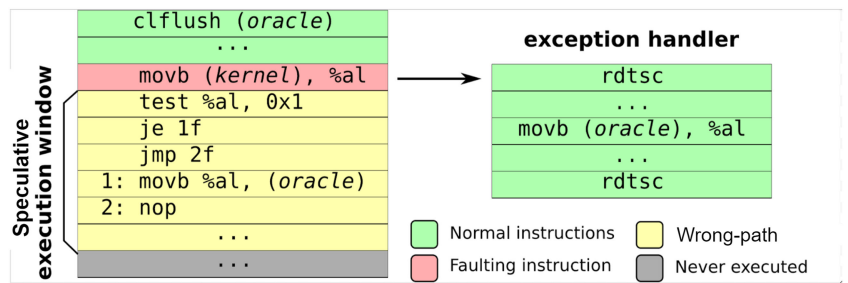 clflush (oracle)
...
movb (kernel), %al
test %al, 0x1
je 1f
jmp 2f
1: movb %al, (oracle)
2: nop
...
...
Speculative
execution window
exception handler
rdtsc
...
movb (oracle), %al
...
rdtsc
Normal instructions
Wrong-path
Faulting instruction
Never executed